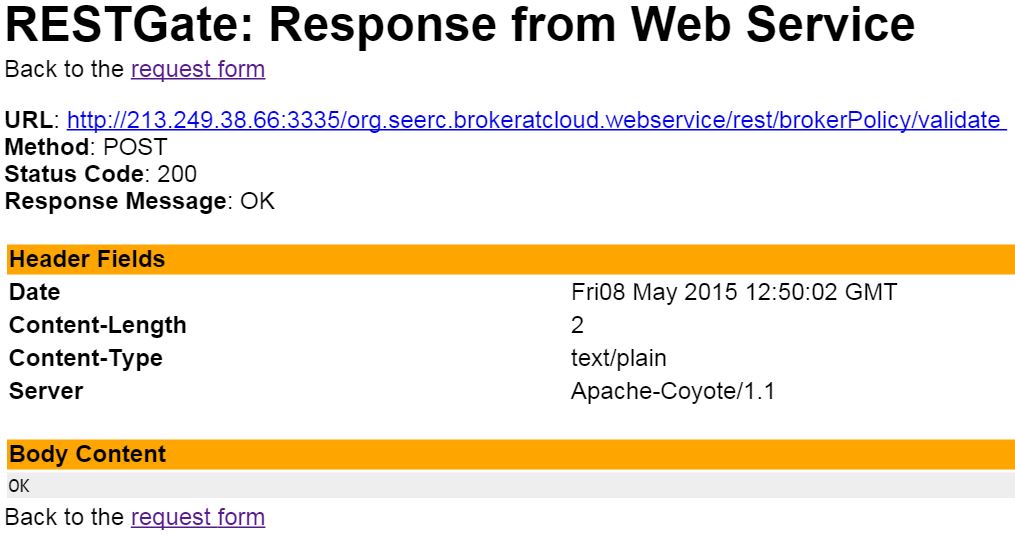 RESTGate: Response from Web Service
Back to the request form
URL: http://213.249.38.66:3335/org.seerc.brokeratcloud.webservice/rest/brokerPolicy/validate
Method: POST
Status Code: 200
Response Message: OK
Header Fields
Date Fri08 May 2015 12:50:02 GMT
Content-Length 2
Content-Type text/plain
Server Apache-Coyote/1.1
Body Content
OK
Back to the request form